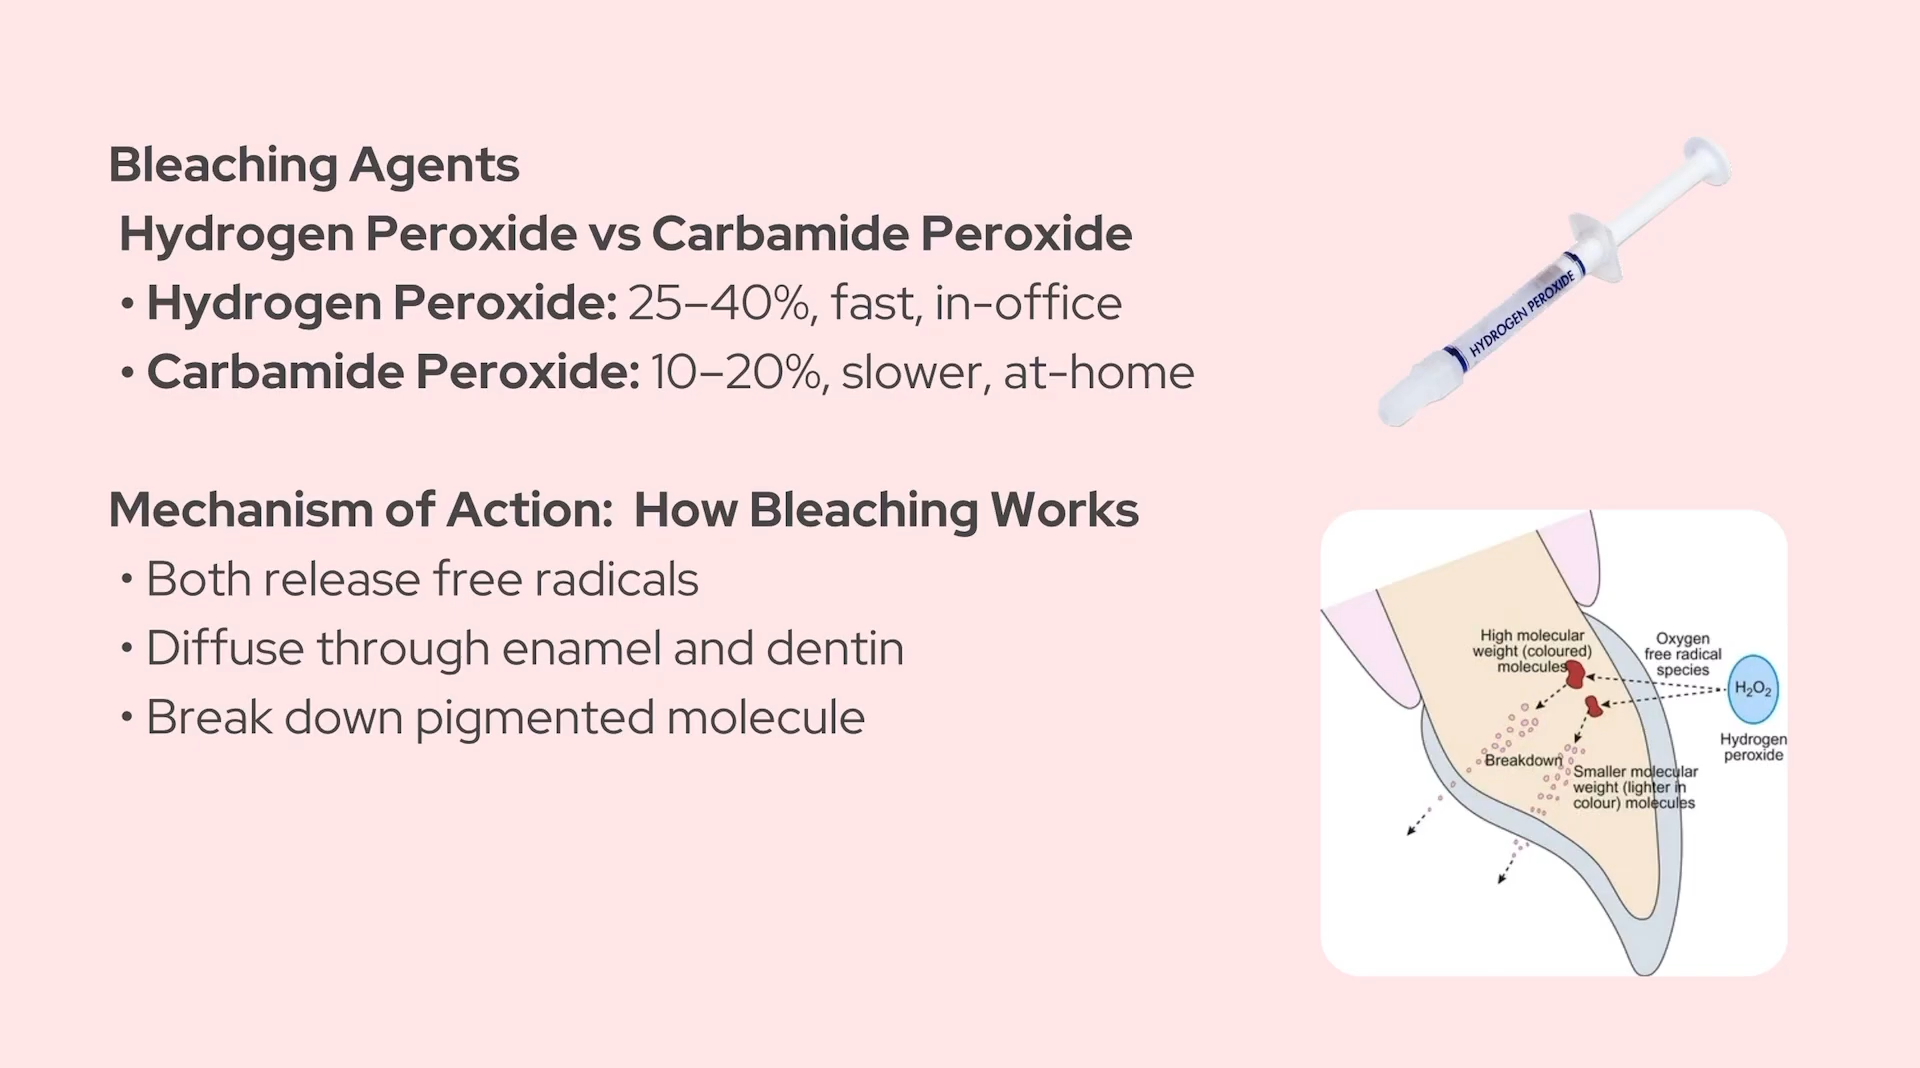 Bleaching Agents
Hydrogen Peroxide vs Carbamide Peroxide
• Hydrogen Peroxide: 25–40%, fast, in-office
• Carbamide Peroxide: 10–20%, slower, at-home
Mechanism of Action: How Bleaching Works
• Both release free radicals
• Diffuse through enamel and dentin
• Break down pigmented molecule
HYDROGEN PEROXIDE
High molecular
weight (coloured)
molecules
Oxygen
free radical
species
H₂O₂
Hydrogen
peroxide
Breakdown
Smaller molecular
weight (lighter in
colour) molecules